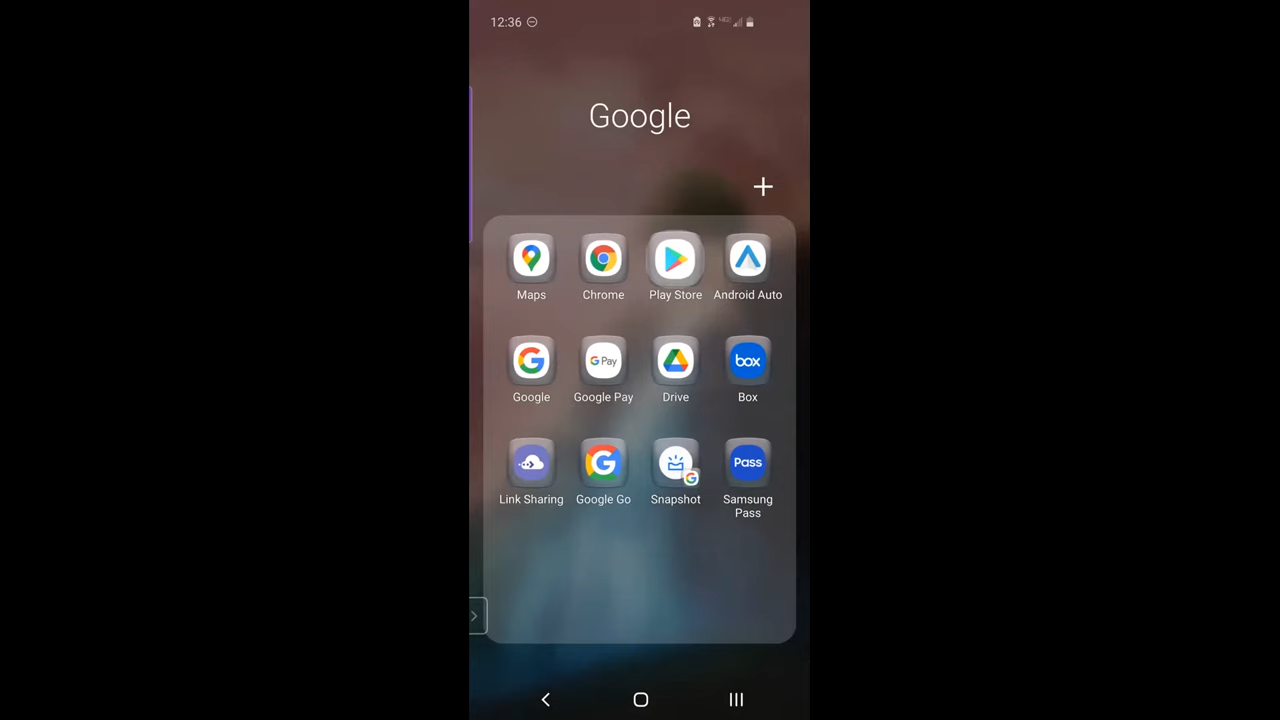 12:36
Google
Maps
Chrome
Play Store
Android Auto
G Pay
box
Google
Google Pay
Drive
Box
Pass
Link Sharing
Google Go
Snapshot
Samsung
Pass